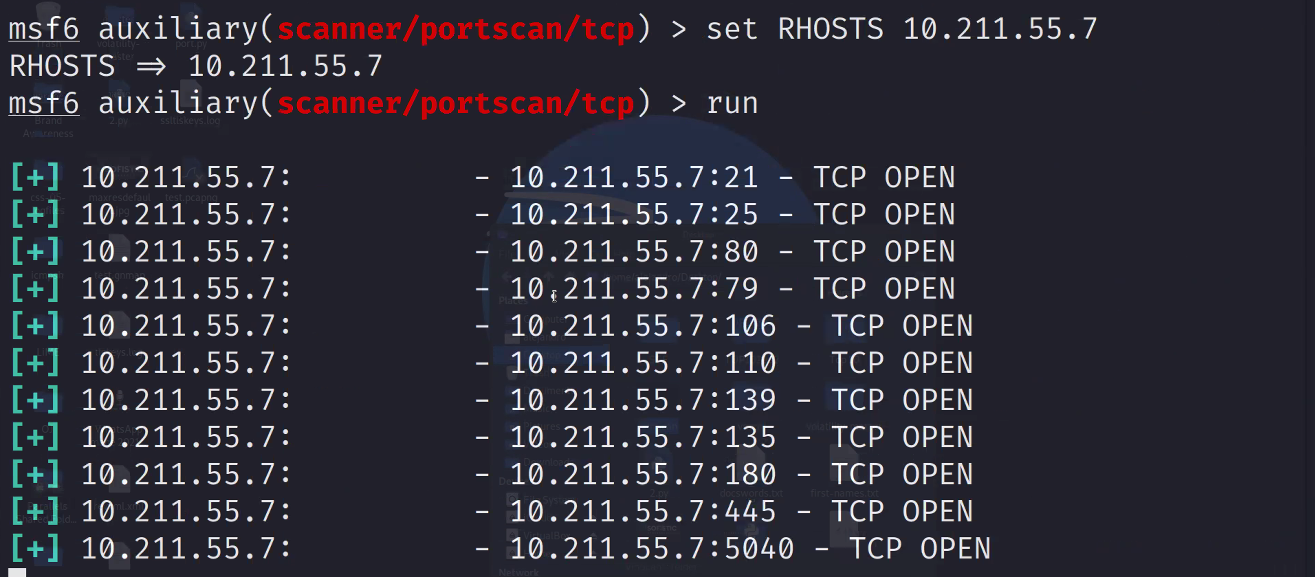 msf6 auxiliary(scanner/portscan/tcp) > set RHOSTS 10.211.55.7
RHOSTS => 10.211.55.7
msf6 auxiliary(scanner/portscan/tcp) > run
[+] 10.211.55.7: - 10.211.55.7:21 - TCP OPEN
[+] 10.211.55.7: - 10.211.55.7:25 - TCP OPEN
[+] 10.211.55.7: - 10.211.55.7:80 - TCP OPEN
[+] 10.211.55.7: - 10.211.55.7:79 - TCP OPEN
[+] 10.211.55.7: - 10.211.55.7:106 - TCP OPEN
[+] 10.211.55.7: - 10.211.55.7:110 - TCP OPEN
[+] 10.211.55.7: - 10.211.55.7:139 - TCP OPEN
[+] 10.211.55.7: - 10.211.55.7:135 - TCP OPEN
[+] 10.211.55.7: - 10.211.55.7:180 - TCP OPEN
[+] 10.211.55.7: - 10.211.55.7:445 - TCP OPEN
[+] 10.211.55.7: - 10.211.55.7:5040 - TCP OPEN